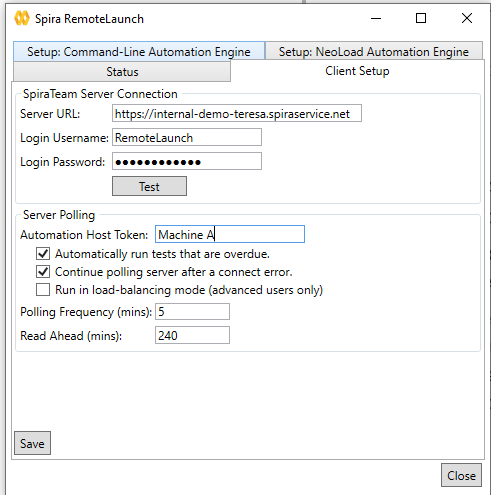 Spira RemoteLaunch
Setup: Command-Line Automation Engine
Setup: NeoLoad Automation Engine
Status
Client Setup
SpiraTeam Server Connection
Server URL: https://internal-demo-teresa.spiraservice.net
Login Username: RemoteLaunch
Login Password: ●●●●●●●●●●●●
Test
Server Polling
Automation Host Token: Machine A
Automatically run tests that are overdue.
Continue polling server after a connect error.
Run in load-balancing mode (advanced users only)
Polling Frequency (mins): 5
Read Ahead (mins): 240
Save
Close